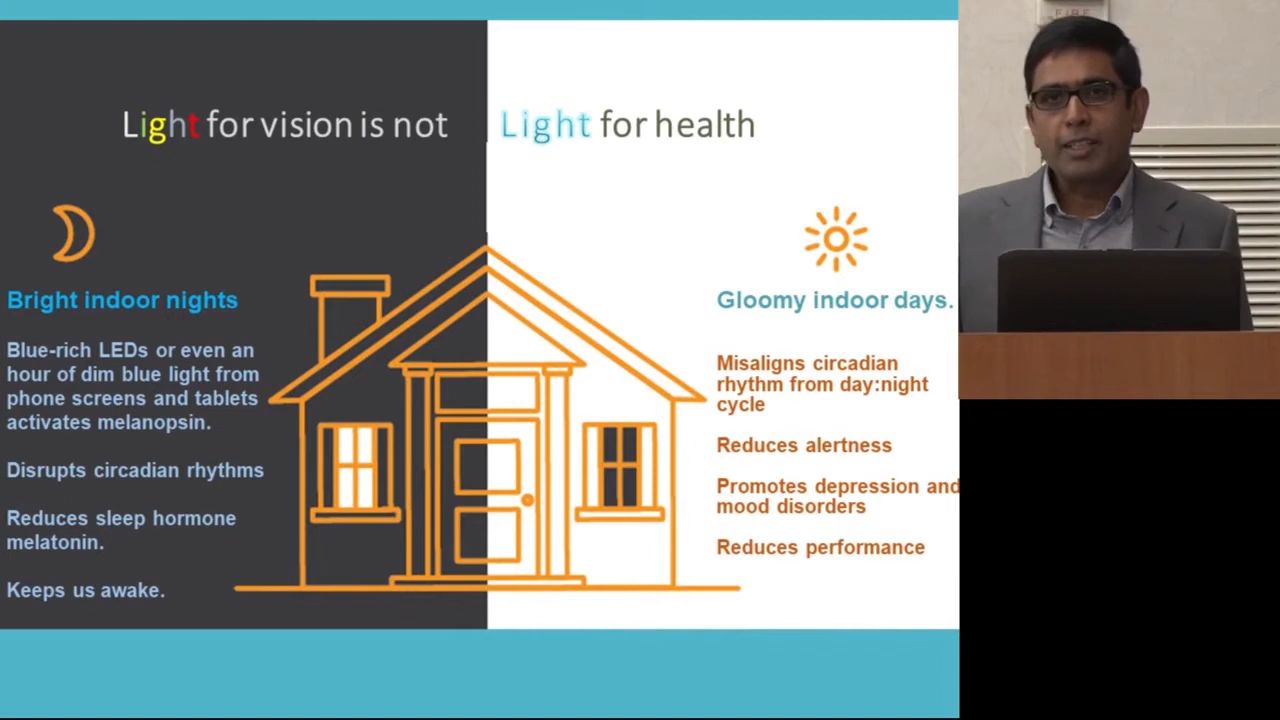 Light for vision is not Light for health
Bright indoor nights
Blue-rich LEDs or even an
hour of dim blue light from
phone screens and tablets
activates melanopsin.
Disrupts circadian rhythms
Reduces sleep hormone
melatonin.
Keeps us awake.
Gloomy indoor days.
Misaligns circadian
rhythm from day:night
cycle
Reduces alertness
Promotes depression and
mood disorders
Reduces performance
FIRE